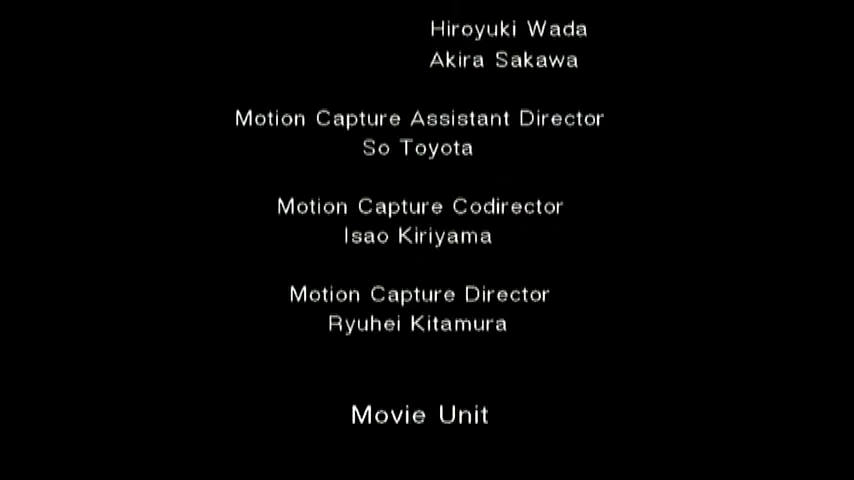 Hiroyuki Wada
Akira Sakawa
Motion Capture Assistant Director
So Toyota
Motion Capture Codirector
Isao Kiriyama
Motion Capture Director
Ryuhei Kitamura
Movie Unit